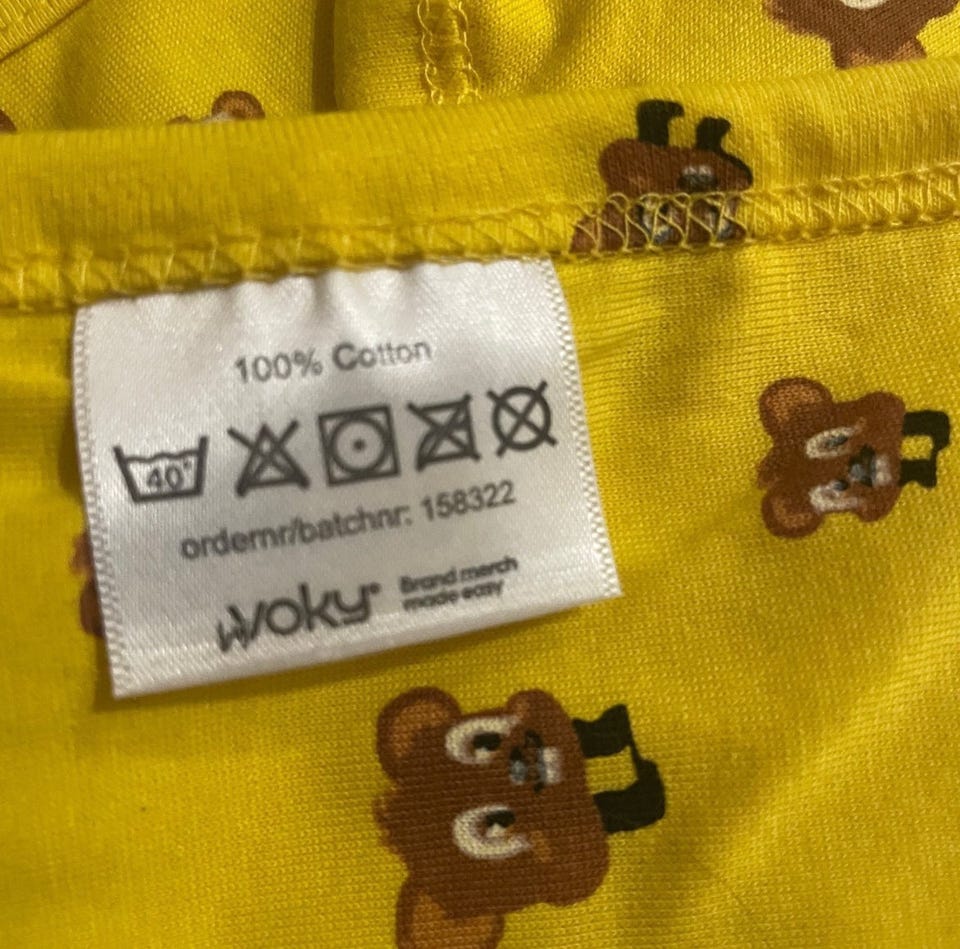 100% Cotton
40°
ordernr/batchnr: 158322
Woky® Brand merch
made easy